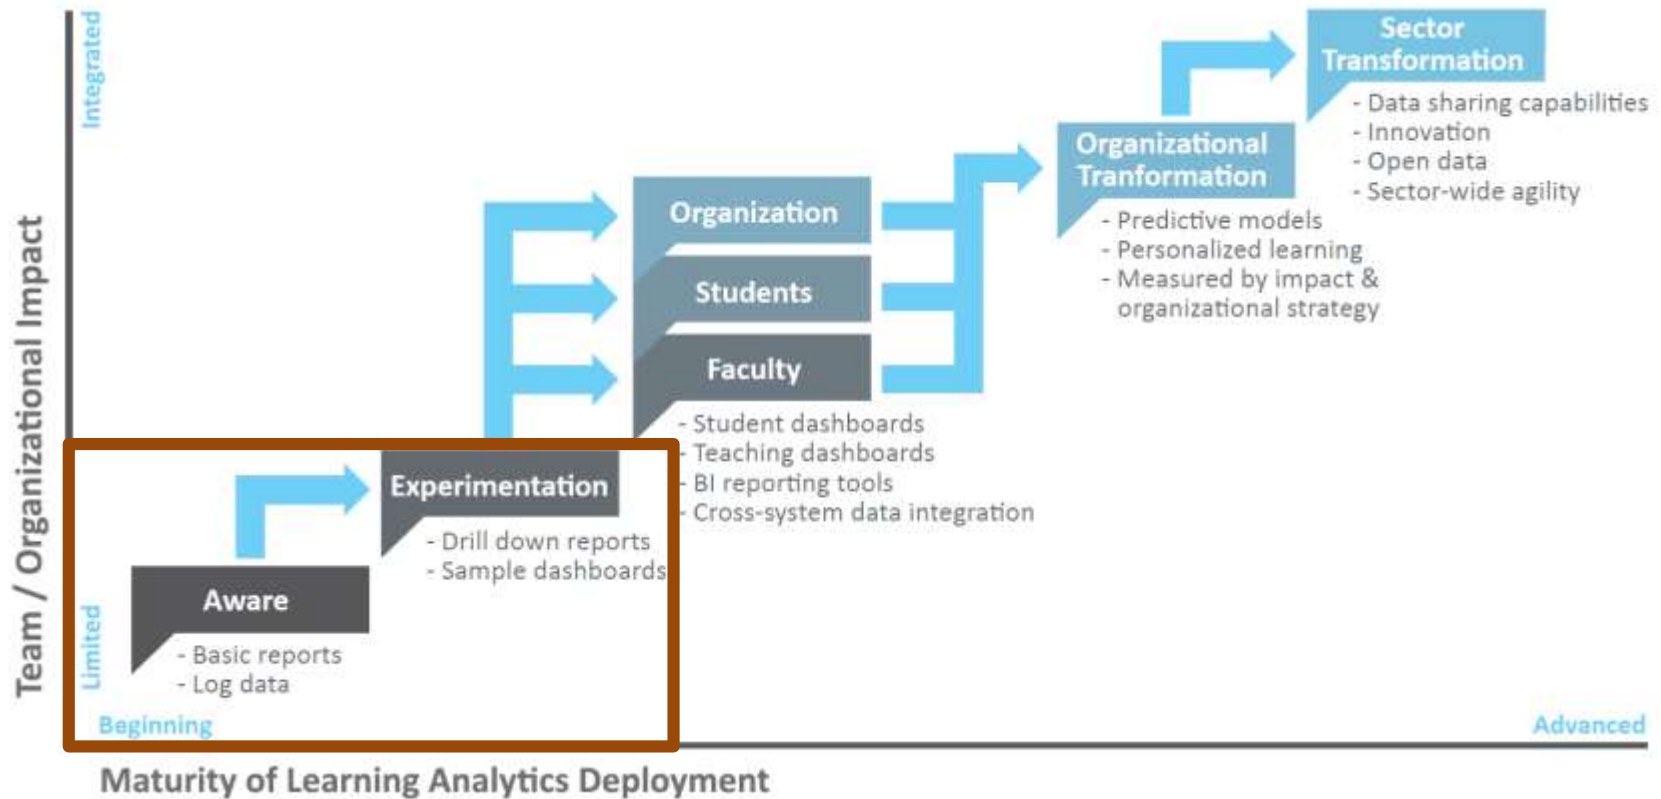 Team / Organizational Impact
Integrated
Limited
Aware
- Basic reports
- Log data
Experimentation
- Drill down reports
- Sample dashboards
Organization
Students
Faculty
- Student dashboards
- Teaching dashboards
- BI reporting tools
- Cross-system data integration
Organizational
Tranformation
- Predictive models
- Personalized learning
- Measured by impact &
organizational strategy
Sector
Transformation
- Data sharing capabilities
- Innovation
- Open data
- Sector-wide agility
Beginning
Advanced
Maturity of Learning Analytics Deployment